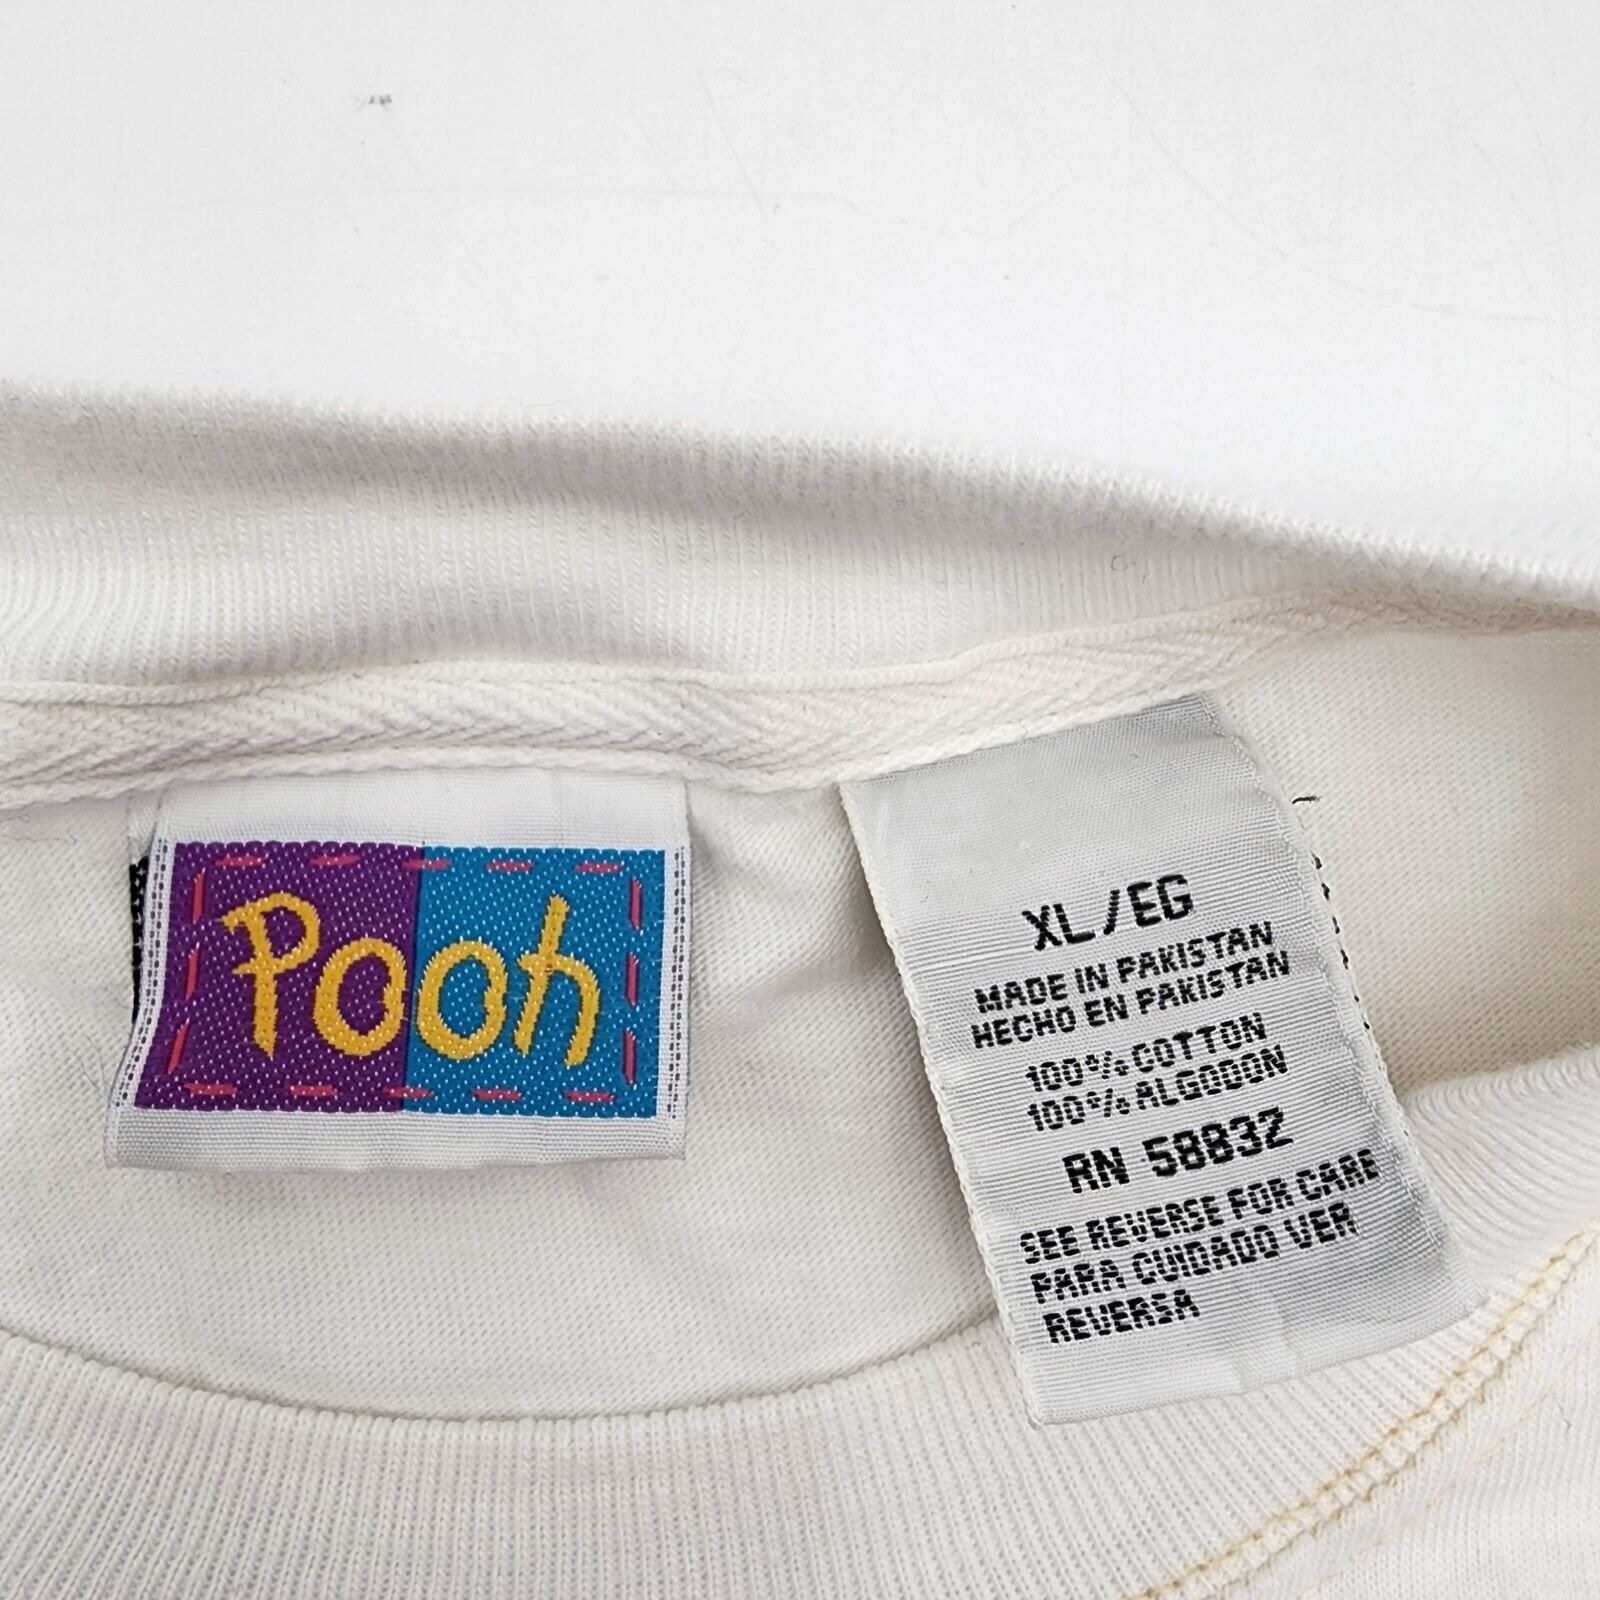 Pooh
XL/EG
MADE IN PAKISTAN
HECHO EN PAKISTAN
100% COTTON
100% ALGODON
RN 58832
SEE REVERSE FOR CARE
PARA CUIDADO VER
REVERSA